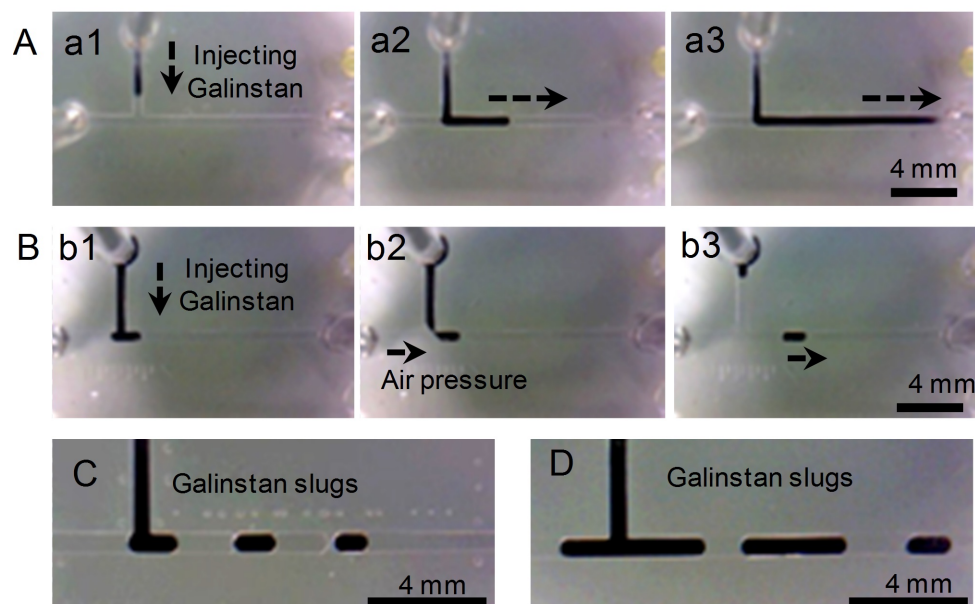 A
a1
Injecting
Galinstan
a2
a3
4 mm
B
b1
Injecting
Galinstan
b2
Air pressure
b3
4 mm
C
Galinstan slugs
4 mm
D
Galinstan slugs
4 mm